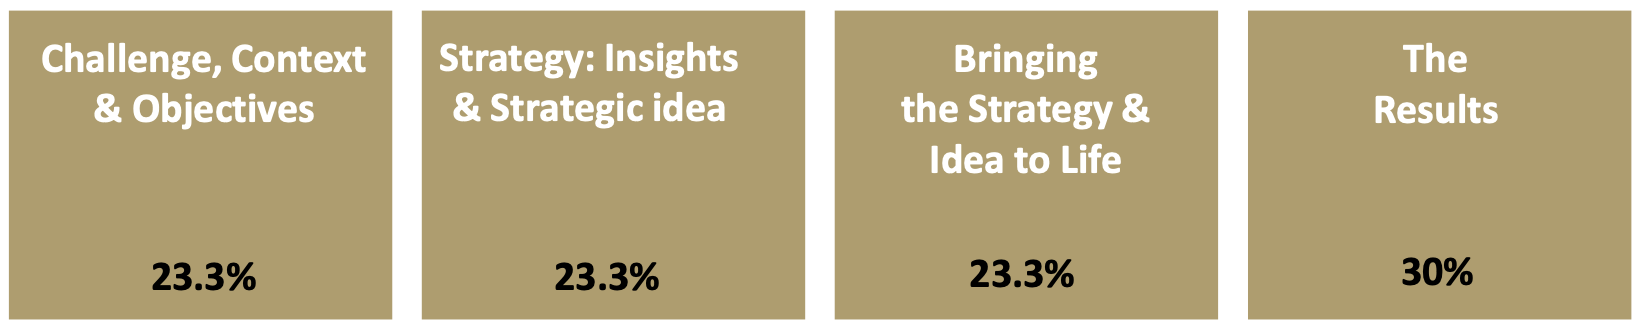 Challenge, Context
& Objectives
23.3%
Strategy: Insights
& Strategic idea
23.3%
Bringing
the Strategy &
Idea to Life
23.3%
The
Results
30%